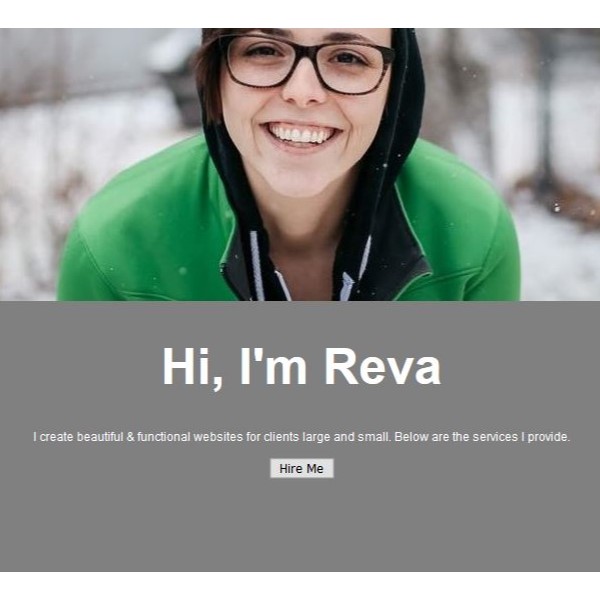 Hi, I'm Reva
I create beautiful & functional websites for clients large and small. Below are the services I provide.
Hire Me